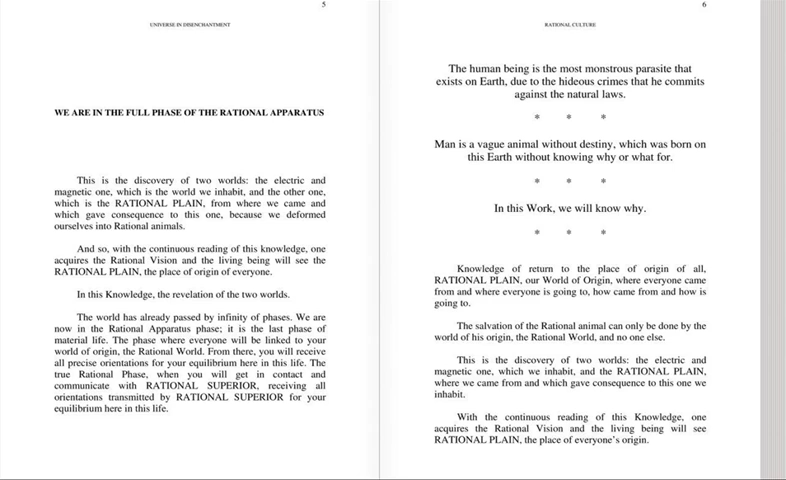 5
UNIVERSE IN DISENCHANTMENT
WE ARE IN THE FULL PHASE OF THE RATIONAL APPARATUS
This is the discovery of two worlds: the electric and
magnetic one, which is the world we inhabit, and the other one,
which is the RATIONAL PLAIN, from where we came and
which gave consequence to this one, because we deformed
ourselves into Rational animals.
And so, with the continuous reading of this knowledge, one
acquires the Rational Vision and the living being will see the
RATIONAL PLAIN, the place of origin of everyone.
In this Knowledge, the revelation of the two worlds.
The world has already passed by infinity of phases. We are
now in the Rational Apparatus phase; it is the last phase of
material life. The phase where everyone will be linked to your
world of origin, the Rational World. From there, you will receive
all precise orientations for your equilibrium here in this life. The
true Rational Phase, when you will get in contact and
communicate with RATIONAL SUPERIOR, receiving all
orientations transmitted by RATIONAL SUPERIOR for your
equilibrium here in this life.
6
RATIONAL CULTURE
The human being is the most monstrous parasite that
exists on Earth, due to the hideous crimes that he commits
against the natural laws.
* * *
Man is a vague animal without destiny, which was born on
this Earth without knowing why or what for.
* * *
In this Work, we will know why.
* * *
Knowledge of return to the place of origin of all,
RATIONAL PLAIN, our World of Origin, where everyone came
from and where everyone is going to, how came from and how is
going to.
The salvation of the Rational animal can only be done by the
world of his origin, the Rational World, and no one else.
This is the discovery of two worlds: the electric and
magnetic one, which we inhabit, and the RATIONAL PLAIN,
where we came from and which gave consequence to this one we
inhabit.
With the continuous reading of this Knowledge, one
acquires the Rational Vision and the living being will see
RATIONAL PLAIN, the place of everyone's origin.